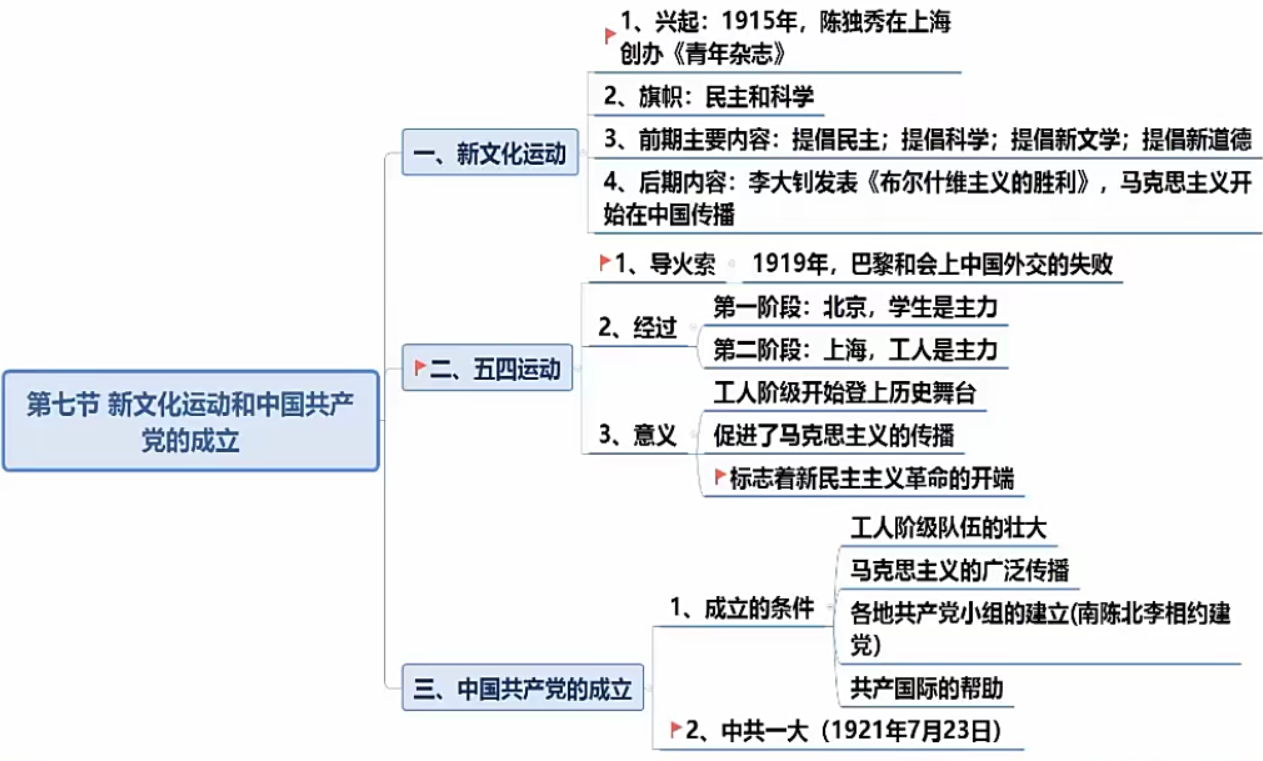 第七节 新文化运动和中国共产
党的成立
一、新文化运动
1、兴起：1915年，陈独秀在上海
创办《青年杂志》
2、旗帜：民主和科学
3、前期主要内容：提倡民主；提倡科学；提倡新文学；提倡新道德
4、后期内容：李大钊发表《布尔什维主义的胜利》，马克思主义开
始在中国传播
二、五四运动
1、导火索
1919年，巴黎和会上中国外交的失败
2、经过
第一阶段：北京，学生是主力
第二阶段：上海，工人是主力
3、意义
工人阶级开始登上历史舞台
促进了马克思主义的传播
标志着新民主主义革命的开端
三、中国共产党的成立
1、成立的条件
工人阶级队伍的壮大
马克思主义的广泛传播
各地共产党小组的建立(南陈北李相约建
党）
共产国际的帮助
2、中共一大（1921年7月23日）